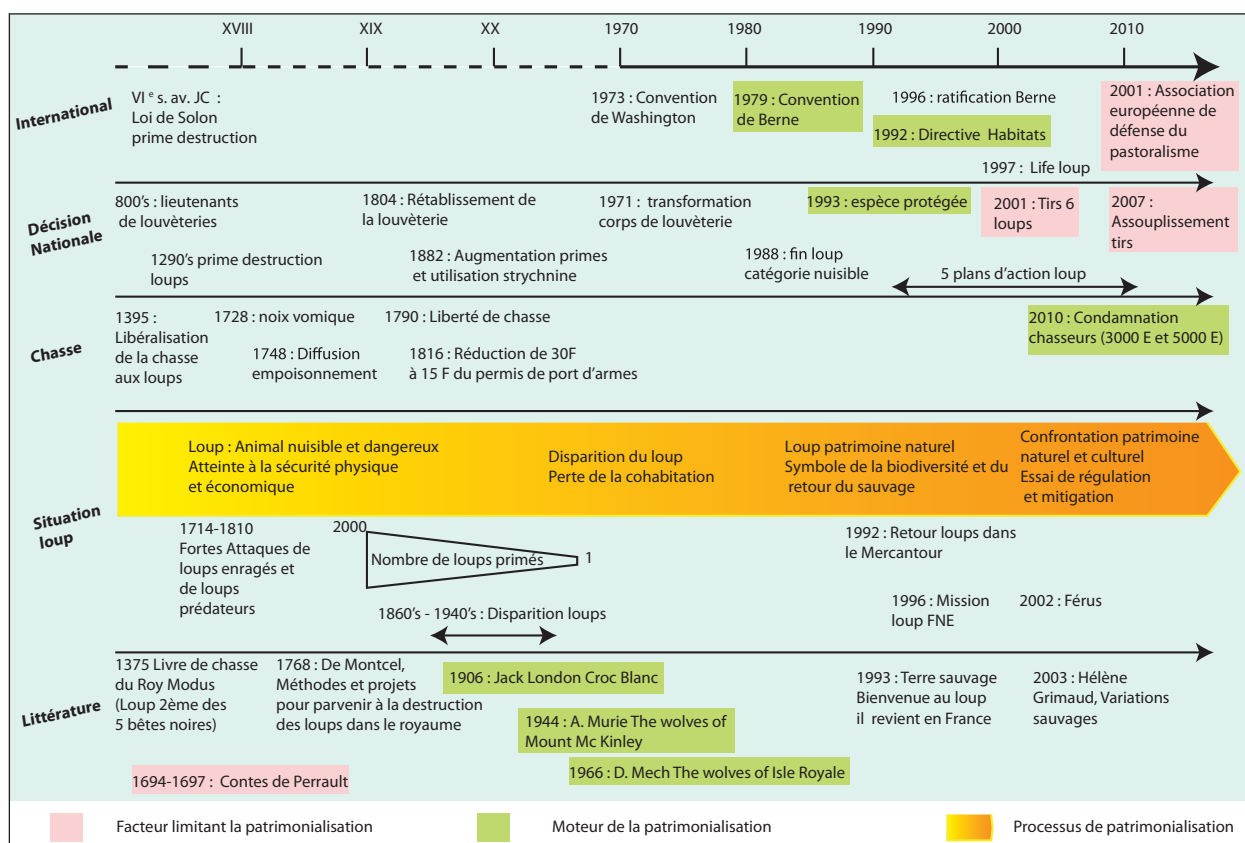 XVIII XIX XX 1970 1980 1990 2000 2010
International
VI e s. av. JC :
Loi de Solon
prime destruction
1973 : Convention
de Washington
1979 : Convention
de Berne
1996 : ratification Berne
1992 : Directive Habitats
1997 : Life loup
2001 : Association
européenne de
défense du
pastoralisme
Décision
Nationale
800's : lieutenants
de louvèteries
1290's prime destruction
loups
1804 : Rétablissement de
la louvèterie
1882 : Augmentation primes
et utilisation strychnine
1971 : transformation
corps de louvèterie
1988 : fin loup
catégorie nuisible
1993 : espèce protégée
2001 : Tirs 6
loups
2007 :
Assouplissement
tirs
5 plans d'action loup
Chasse
1395 :
Libéralisation
de la chasse
aux loups
1728 : noix vomique
1748 : Diffusion
empoisonnement
1790 : Liberté de chasse
1816 : Réduction de 30F
à 15 F du permis de port d'armes
2010 : Condamnation
chasseurs (3000 E et 5000 E)
Situation
loup
Loup : Animal nuisible et dangereux
Atteinte à la sécurité physique
et économique
Disparition du loup
Perte de la cohabitation
Loup patrimoine naturel
Symbole de la biodiversité et du
retour du sauvage
Confrontation patrimoine
naturel et culturel
Essai de régulation
et mitigation
1714-1810
Fortes Attaques de
loups enragés et
de loups
prédateurs
2000
Nombre de loups primés
1
1860's - 1940's : Disparition loups
1992 : Retour loups dans
le Mercantour
1996 : Mission
loup FNE
2002 : Férus
Littérature
1375 Livre de chasse
du Roy Modus
(Loup 2ème des
5 bêtes noires)
1694-1697 : Contes de Perrault
1768 : De Montcel,
Méthodes et projets
pour parvenir à la destruction
des loups dans le royaume
1906 : Jack London Croc Blanc
1944 : A. Murie The wolves of
Mount Mc Kinley
1966 : D. Mech The wolves of Isle Royale
1993 : Terre sauvage
Bienvenue au loup
il revient en France
2003 : Hélène
Grimaud, Variations
sauvages
Facteur limitant la patrimonialisation
Moteur de la patrimonialisation
Processus de patrimonialisation